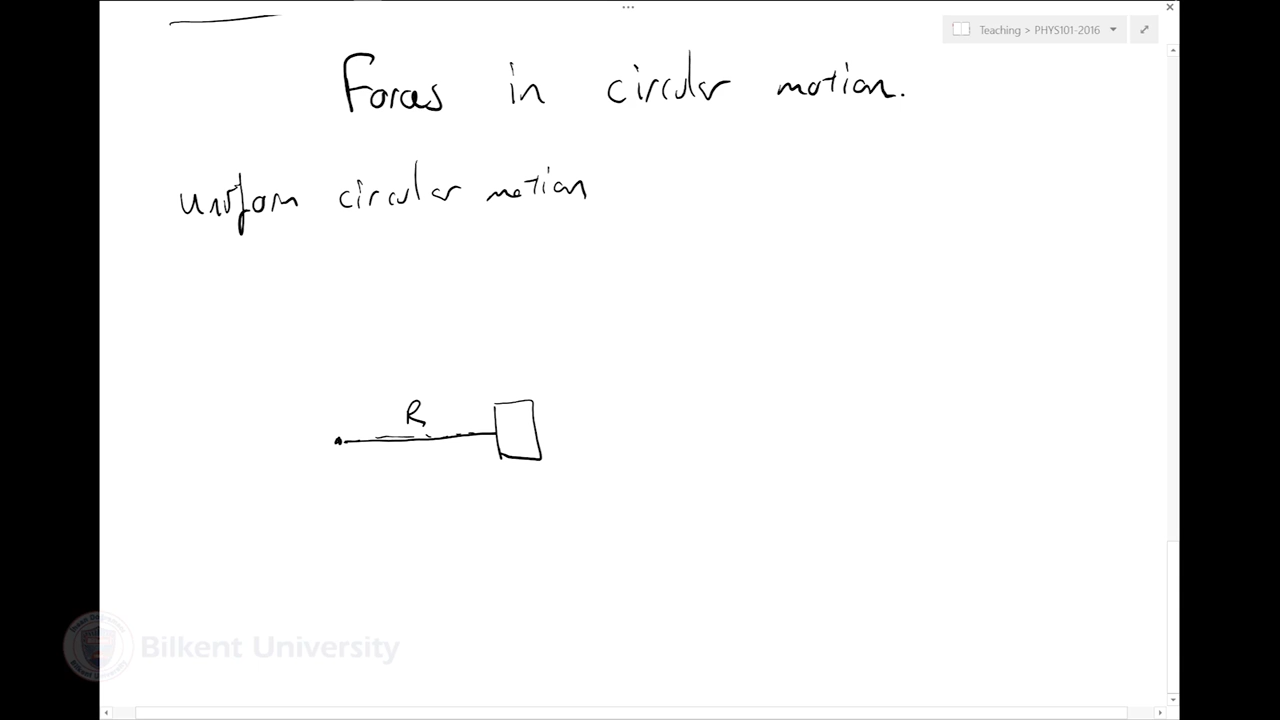 Teaching > PHYS101-2016
Forces in circular motion.
uniform circular motion
R
Bilkent University